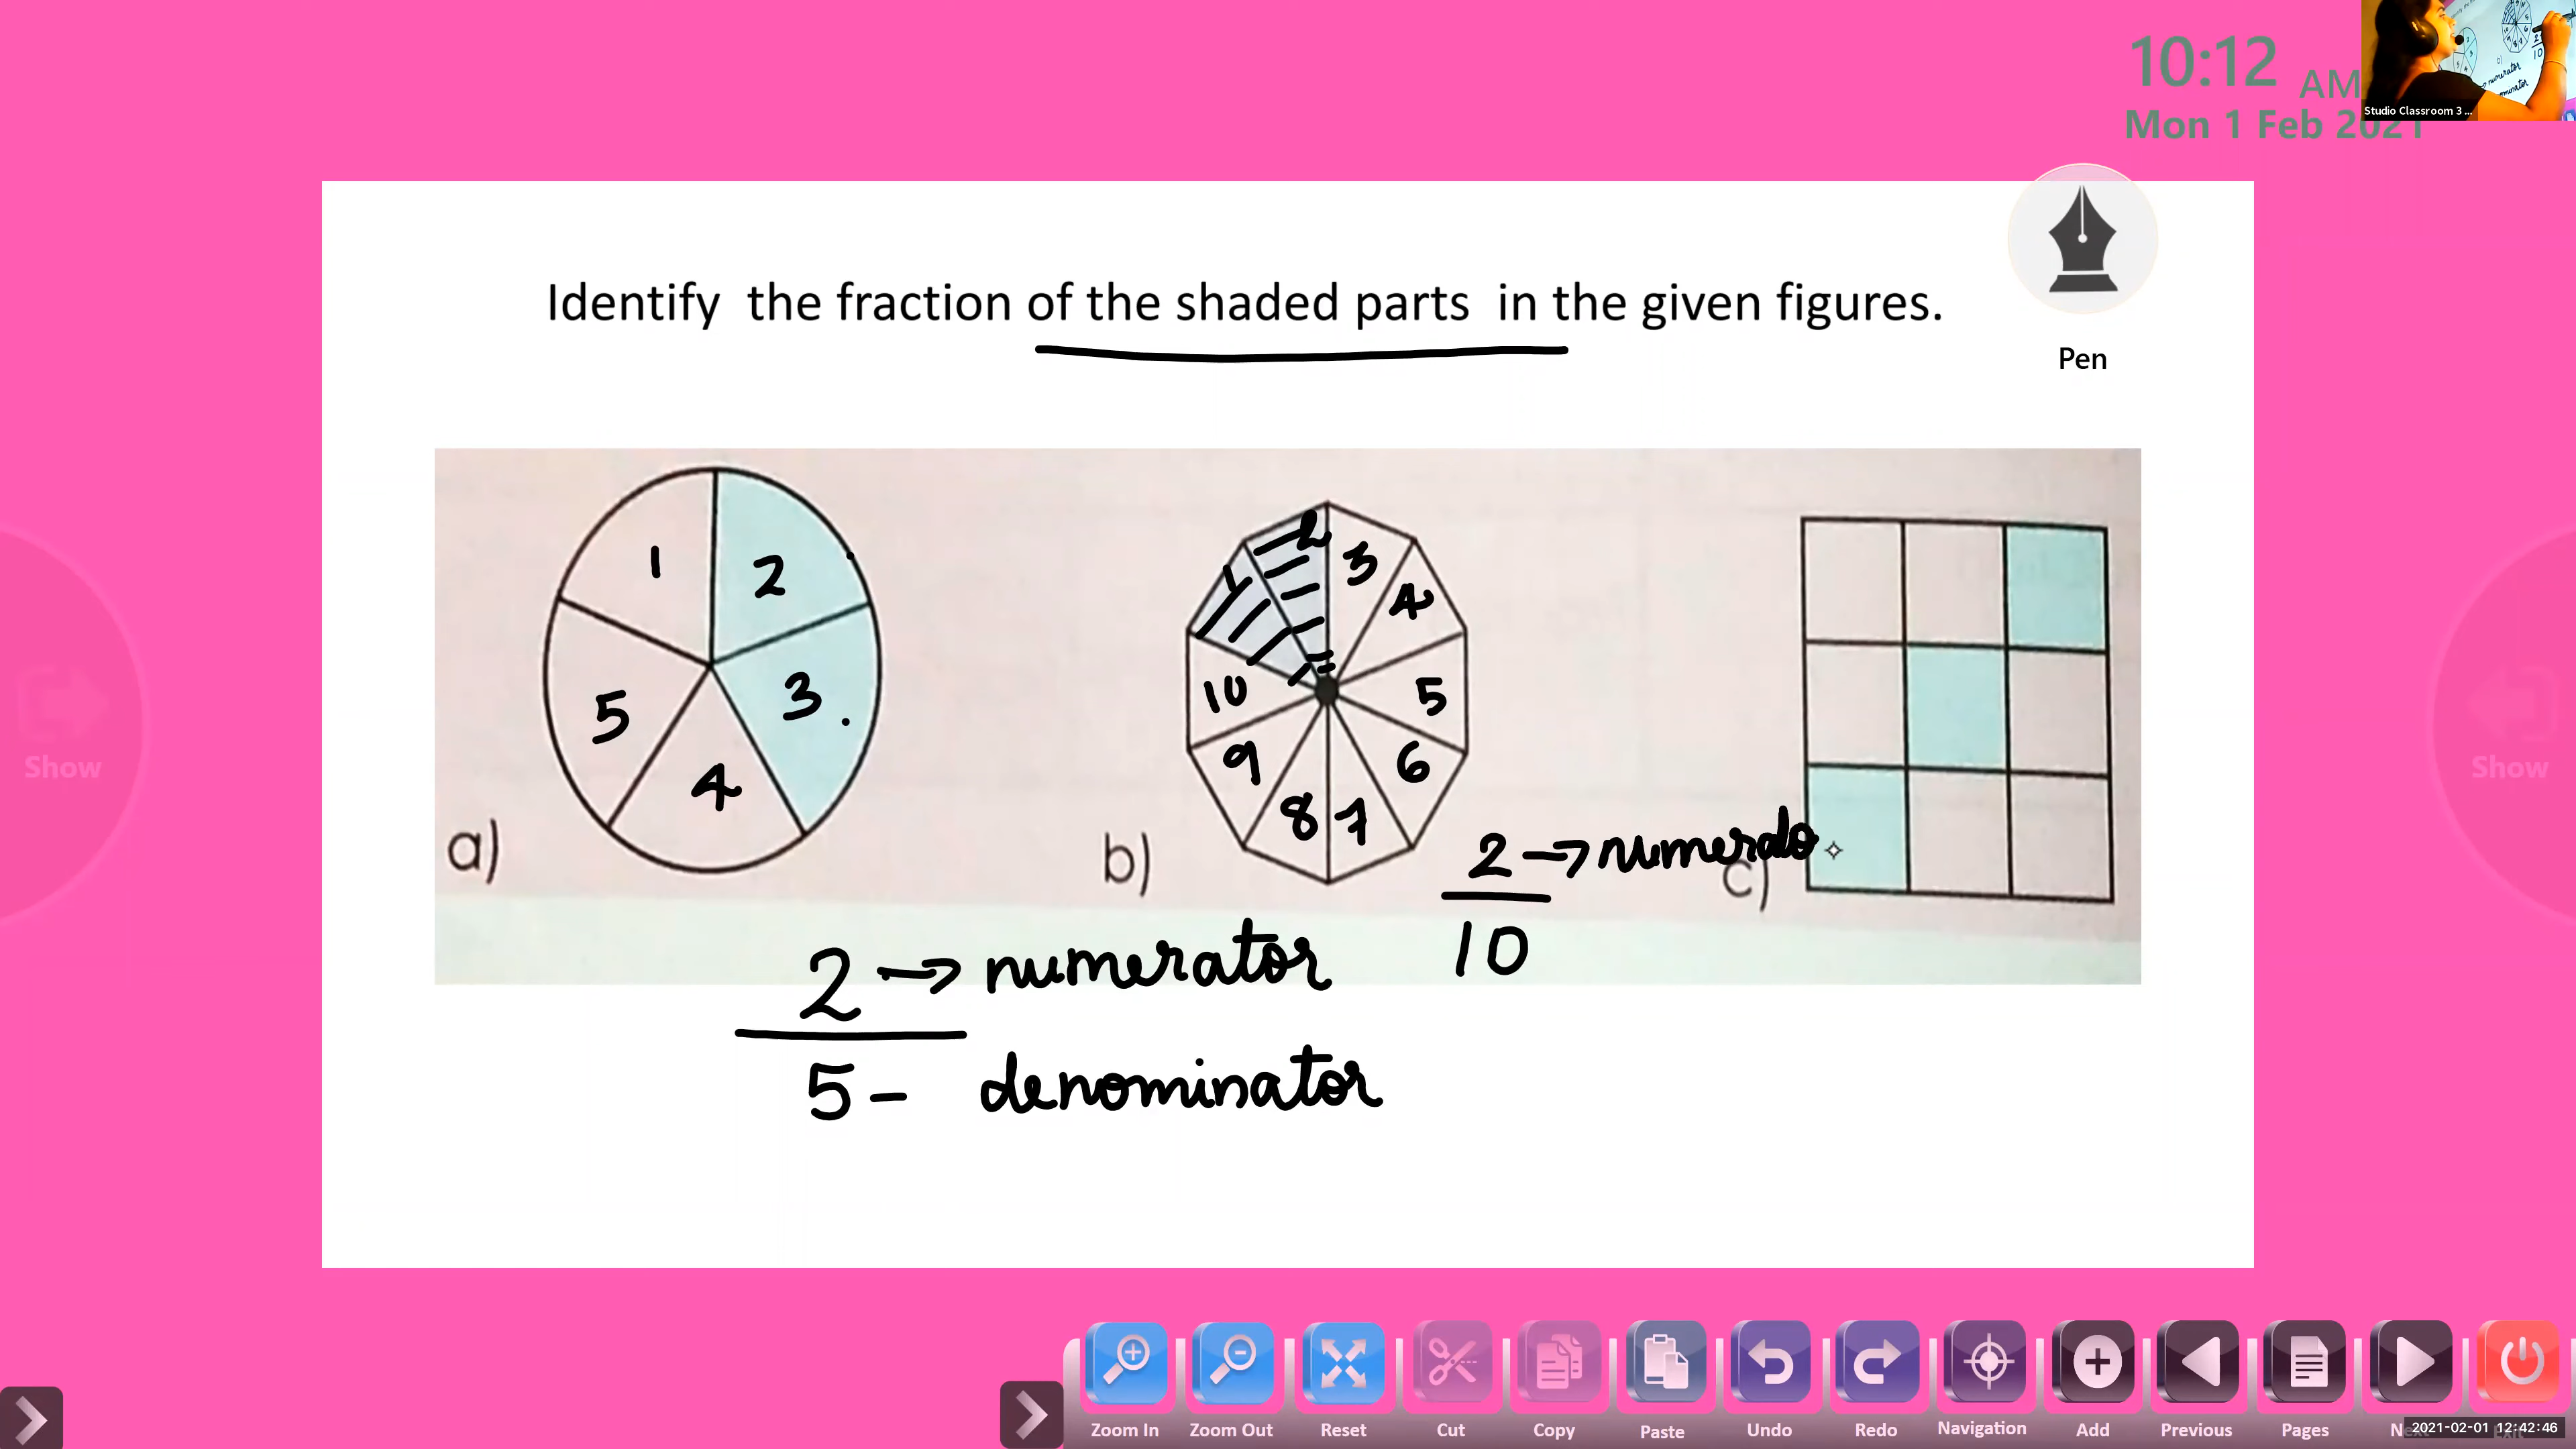 10:12 AM
Mon 1 Feb 2021
Studio Classroom 3 ...
Pen
Identify the fraction of the shaded parts in the given figures.
1 2 3 4 5
a)
1 2 3 4 5 6 7 8 9 10
b)
2 → numerato
10
c)
2 → numerator
5 - denominator
Show
Show
Zoom In Zoom Out Reset Cut Copy Paste Undo Redo Navigation Add Previous Pages
2021-02-01 12:42:46